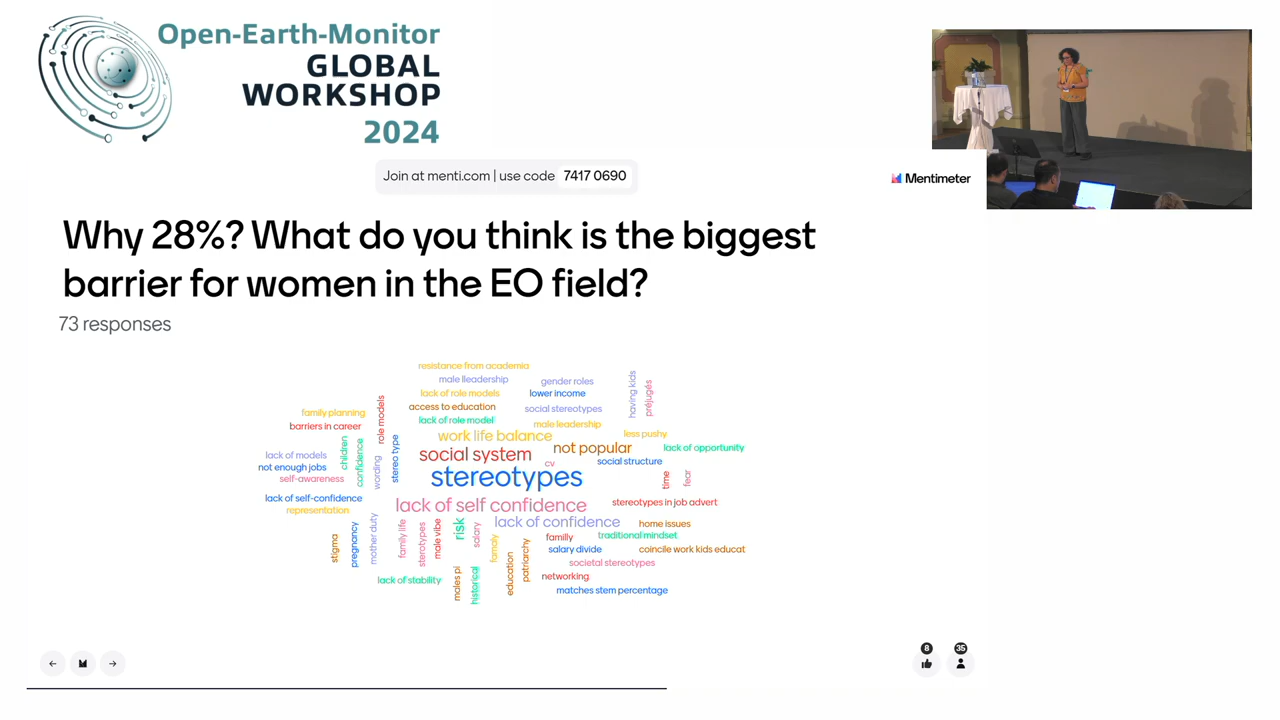 Open-Earth-Monitor
GLOBAL
WORKSHOP
2024
Join at menti.com | use code 7417 0690
Mentimeter
Why 28%? What do you think is the biggest
barrier for women in the EO field?
73 responses
resistance from academia
male lleadership
gender roles
having kids
préjugés
lack of role models
lower income
family planning
role models
access to education
social stereotypes
barriers in career
lack of role model
male leadership
work life balance
less pushy
children
confidence
stereo type
not popular
lack of opportunity
lack of models
wording
social system
cv
social structure
not enough jobs
self-awareness
stereotypes
time
fear
lack of self-confidence
lack of self confidence
stereotypes in job advert
representation
mother duty
lack of confidence
home issues
stigma
pregnancy
family life
sterotypes
male vibe
risk
salary
famaly
familly
traditional mindset
education
patriarchy
salary divide
coincile work kids educat
societal stereotypes
lack of stability
males pi
historical
networking
matches stem percentage
8
35